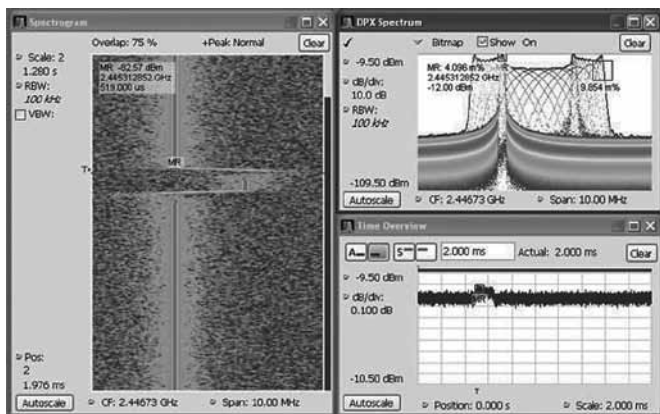 Spectrogram
Overlap: 75 %
+Peak Normal
Clear
Scale: 2
1.280 s
RBW:
100 kHz
VBW:
MR: -82.57 dBm
2.445312852 GHz
519.000 us
MR
T
Pos:
2
1.976 ms
Autoscale
CF: 2.44673 GHz
Span: 10.00 MHz
DPX Spectrum
Bitmap
Show
On
Clear
-9.50 dBm
dB/div:
10.0 dB
RBW:
100 kHz
-109.50 dBm
MR: 4.096 m%
2.445312852 GHz
-12.00 dBm
9.854 m%
Autoscale
CF: 2.44673 GHz
Span: 10.00 MHz
Time Overview
2.000 ms
Actual: 2.000 ms
Clear
-9.50 dBm
dB/div:
0.100 dB
MR
-10.50 dBm
T
Autoscale
Position: 0.000 s
Scale: 2.000 ms